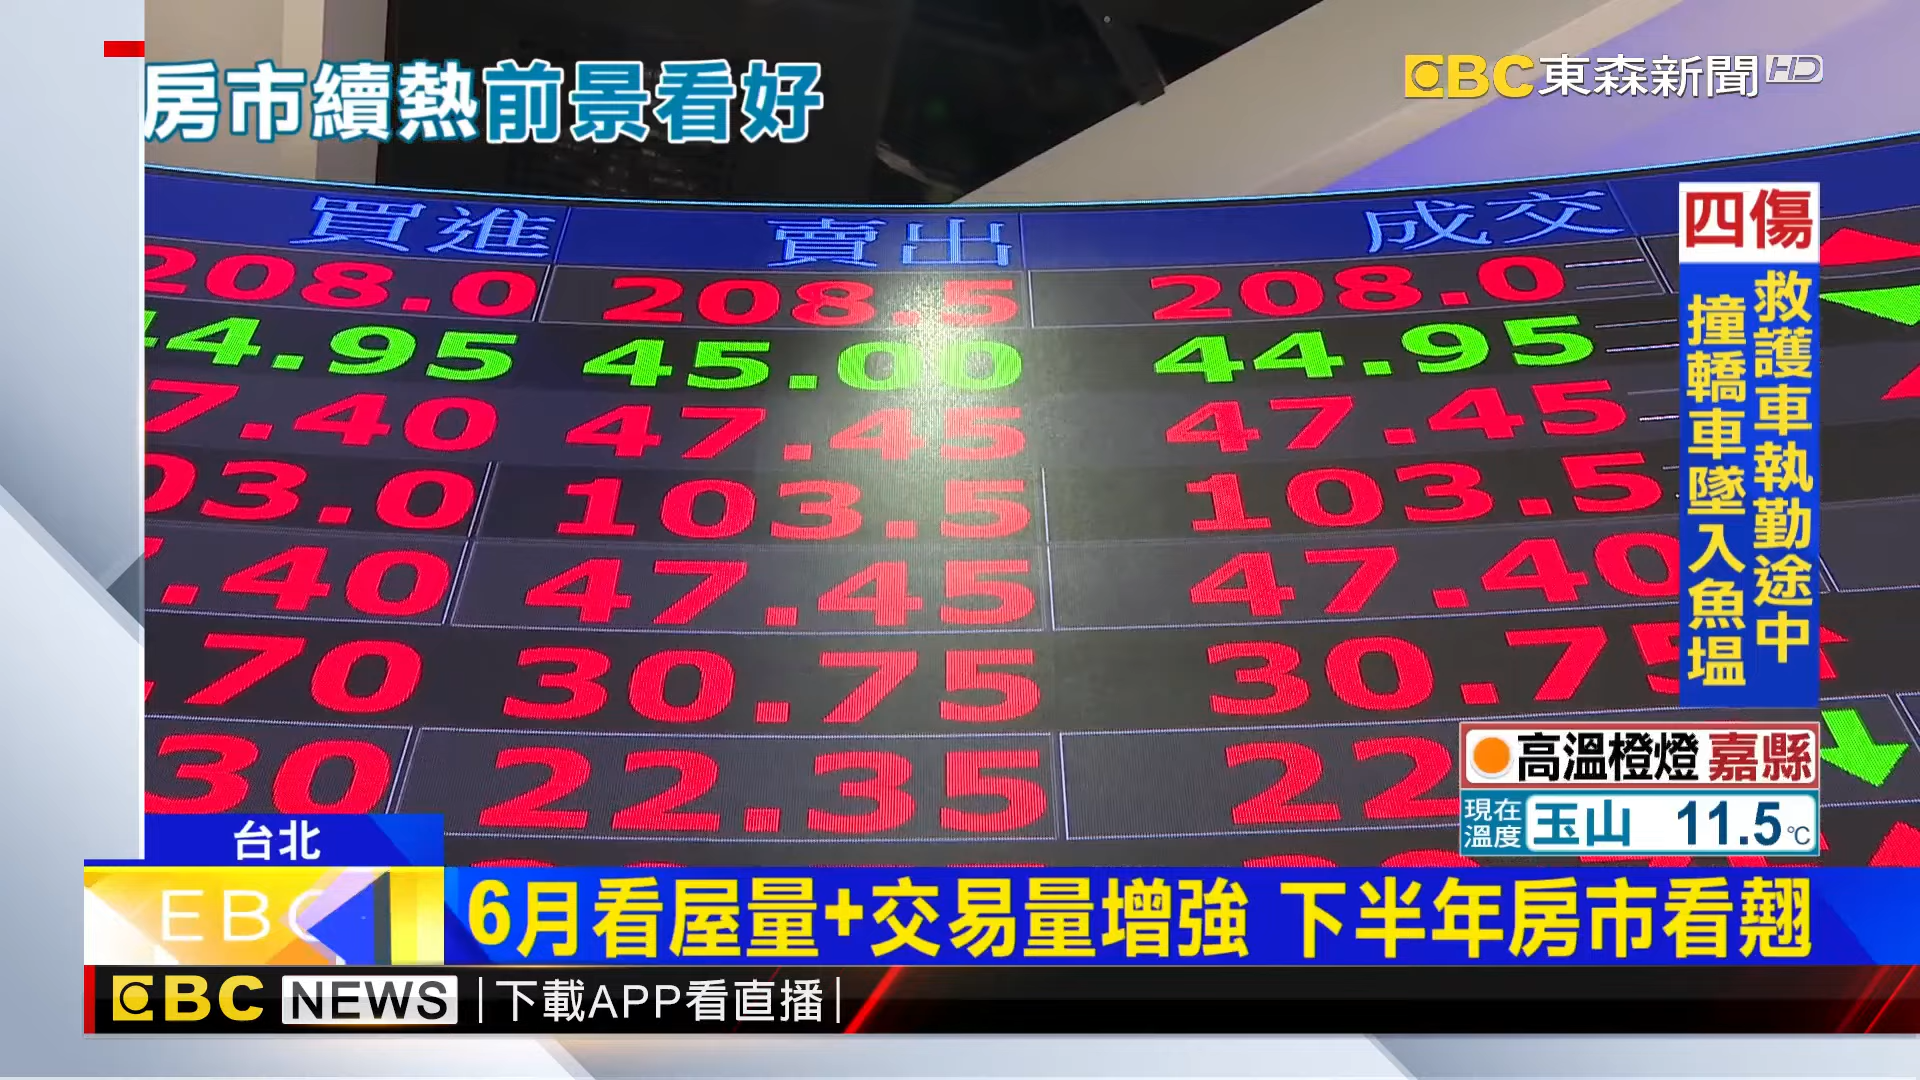 房市續熱前景看好
EBC東森新聞HD
買進 賣出 成交
208.0 208.5 208.0
44.95 45.00 44.95
7.40 47.45 47.45
03.0 103.5 103.5
.40 47.45 47.40
.70 30.75 30.75
30 22.35 22
四傷
救護車執勤途中
撞轎車墜入魚塭
高溫橙燈 嘉縣
現在溫度 玉山 11.5℃
台北
EBC
6月看屋量+交易量增強 下半年房市看翹
EBC NEWS 下載APP看直播